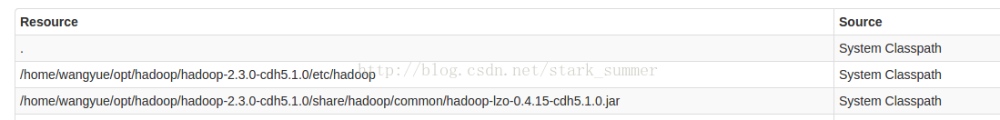 Resource Source
. System Classpath
/home/wangyue/opt/hadoop/hadoop-2.3.0-cdh5.1.0/etc/hadoop System Classpath
http://blog.csdn.net/stark_summer
/home/wangyue/opt/hadoop/hadoop-2.3.0-cdh5.1.0/share/hadoop/common/hadoop-lzo-0.4.15-cdh5.1.0.jar System Classpath